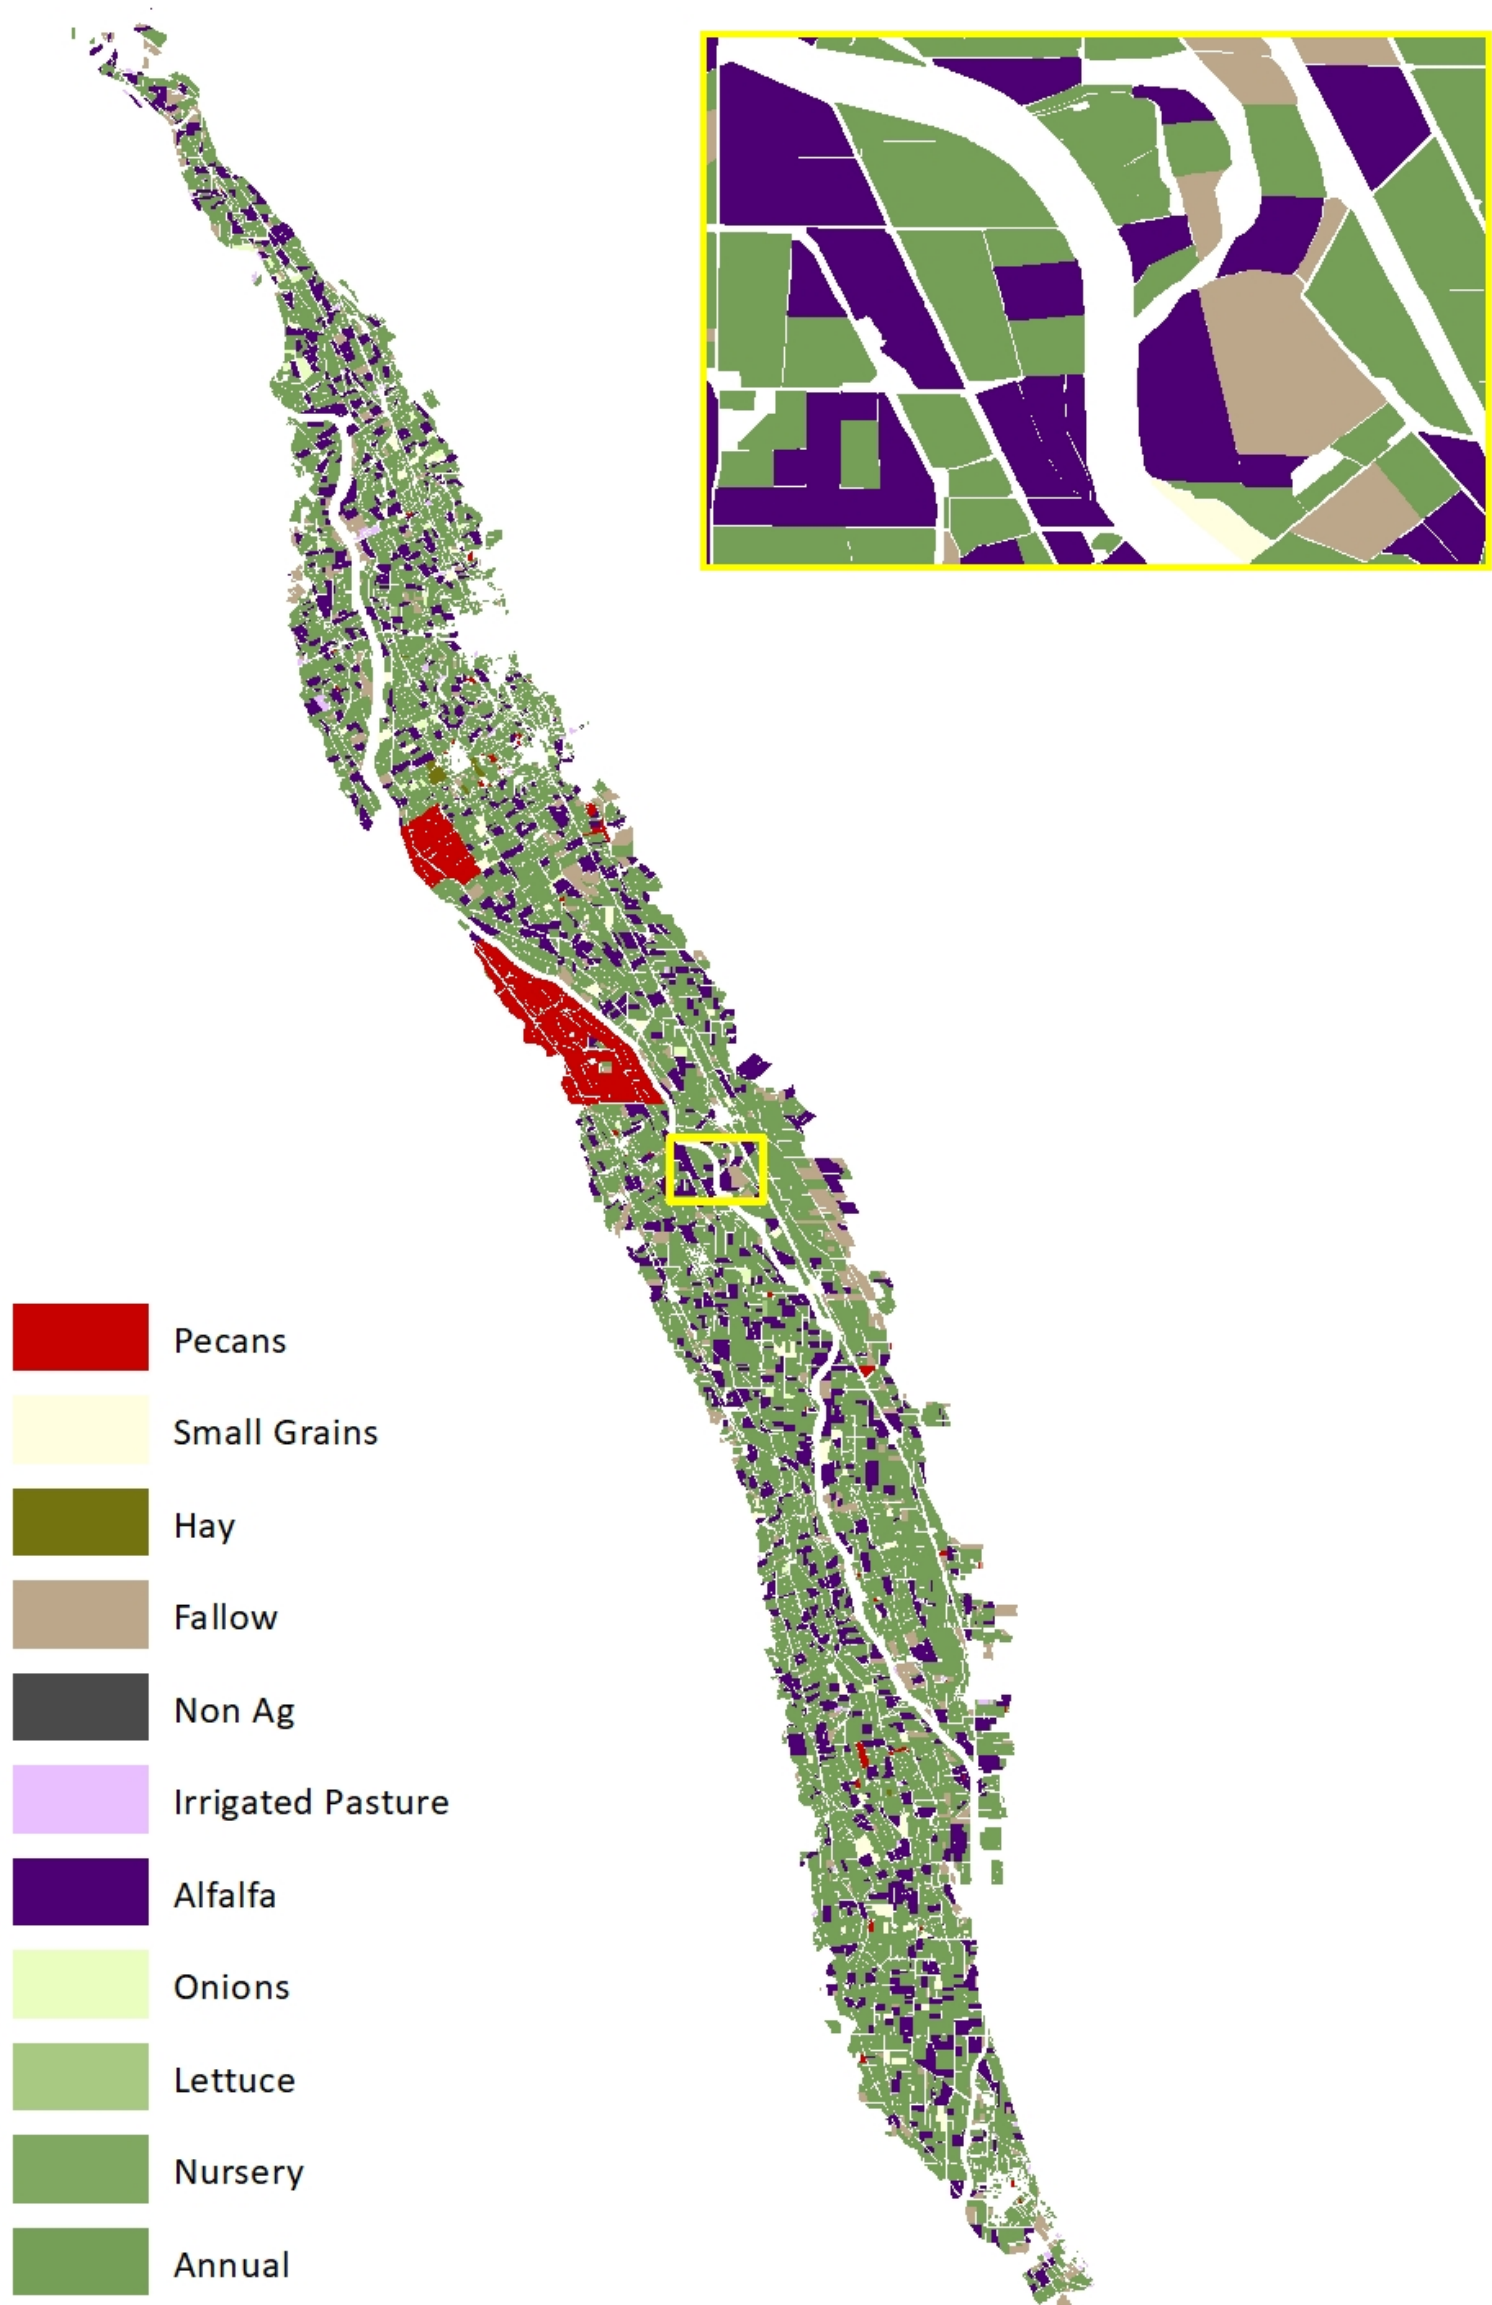 Pecans
Small Grains
Hay
Fallow
Non Ag
Irrigated Pasture
Alfalfa
Onions
Lettuce
Nursery
Annual